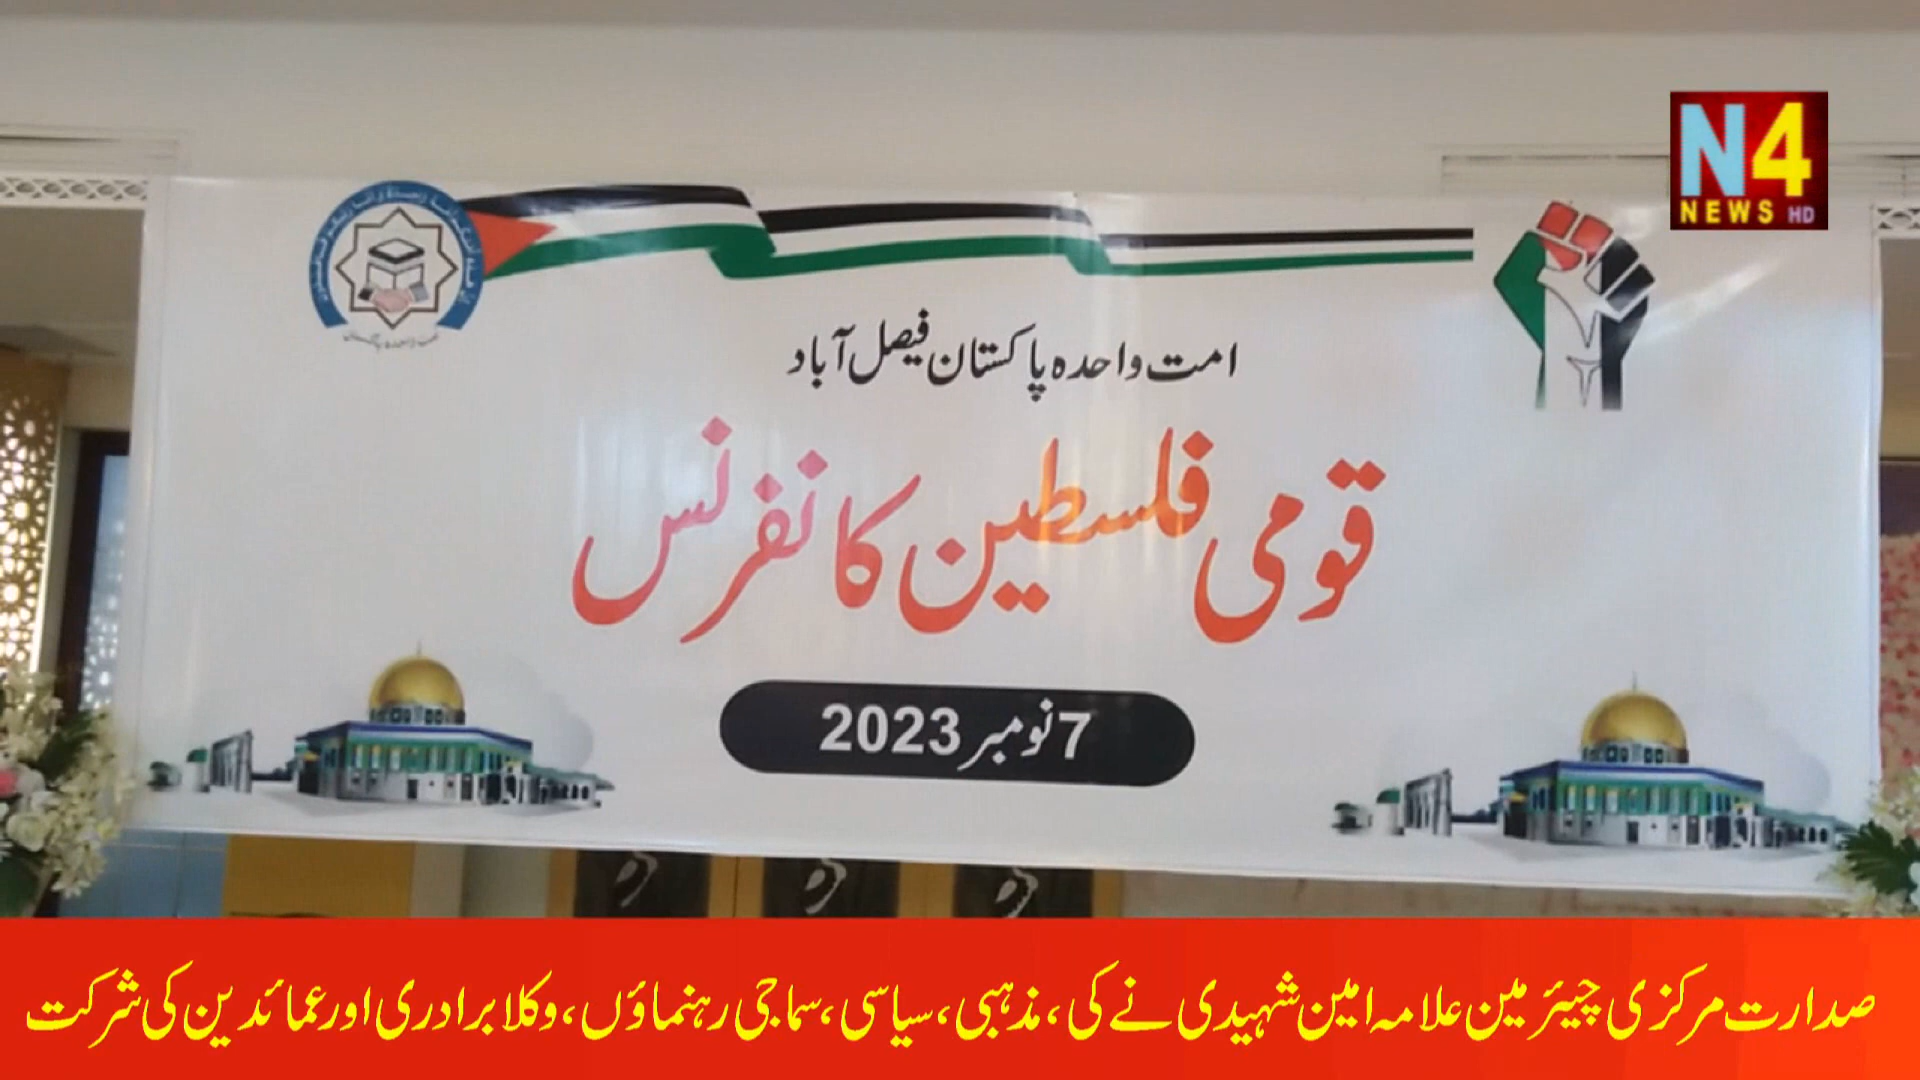 N4
NEWS HD
امت واحدہ پاکستان فیصل آباد
قومی فلسطین کانفرنس
7 نومبر 2023
صدارت مرکزی چیئرمین علامہ امین شہیدی نے کی، مذہبی، سیاسی، سماجی رہنماؤں، وکلا برادری اور عمائدین کی شرکت